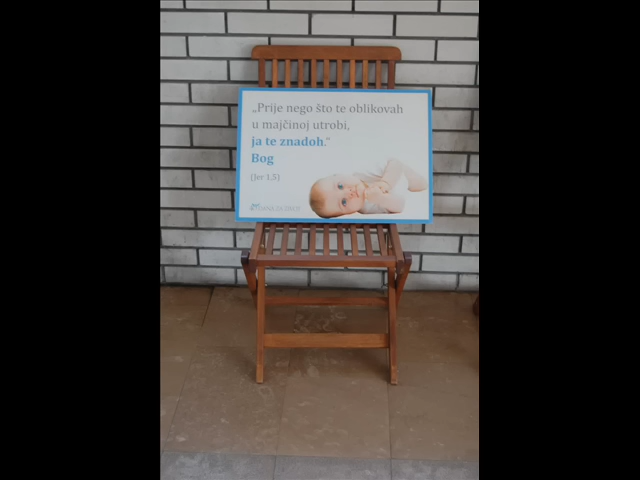 „Prije nego što te oblikovah
u majčinoj utrobi,
ja te znadoh.“
Bog
(Jer 1,5)